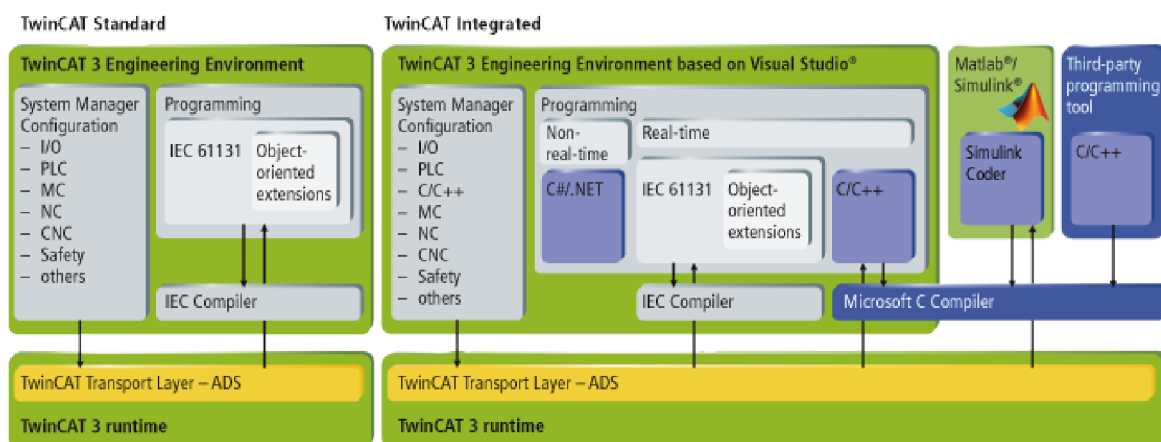 TwinCAT Standard
TwinCAT 3 Engineering Environment
System Manager
Configuration
– I/O
– PLC
– MC
– NC
– CNC
– Safety
– others
Programming
IEC 61131
Object-
oriented
extensions
IEC Compiler
TwinCAT Transport Layer – ADS
TwinCAT 3 runtime
TwinCAT Integrated
TwinCAT 3 Engineering Environment based on Visual Studio®
System Manager
Configuration
– I/O
– PLC
– C/C++
– MC
– NC
– CNC
– Safety
– others
Programming
Non-
real-time
Real-time
C#/.NET
IEC 61131
Object-
oriented
extensions
C/C++
IEC Compiler
Matlab®/
Simulink®
Simulink
Coder
Third-party
programming
tool
C/C++
Microsoft C Compiler
TwinCAT Transport Layer – ADS
TwinCAT 3 runtime